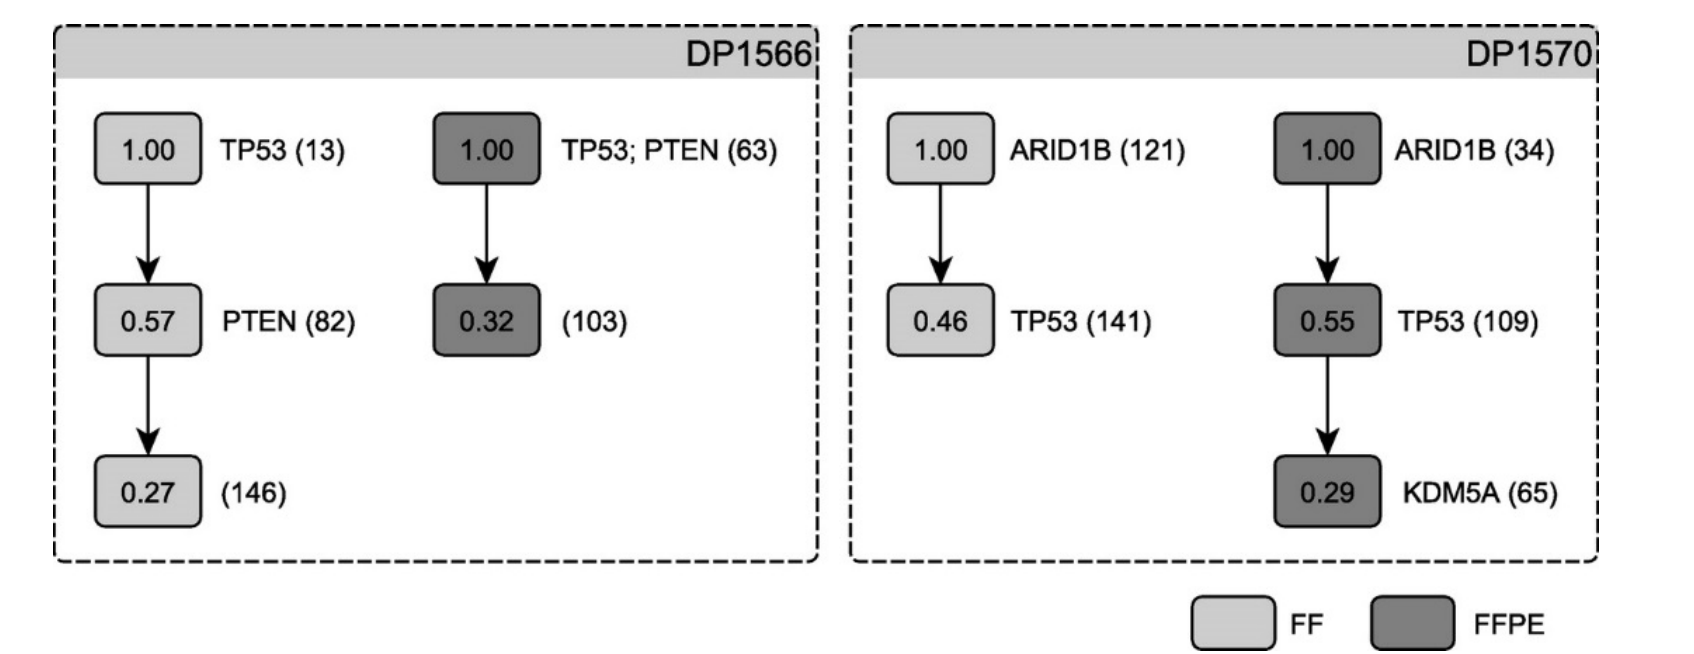 DP1566
1.00 TP53 (13)
1.00 TP53; PTEN (63)
0.57 PTEN (82)
0.32 (103)
0.27 (146)
DP1570
1.00 ARID1B (121)
1.00 ARID1B (34)
0.46 TP53 (141)
0.55 TP53 (109)
0.29 KDM5A (65)
FF
FFPE